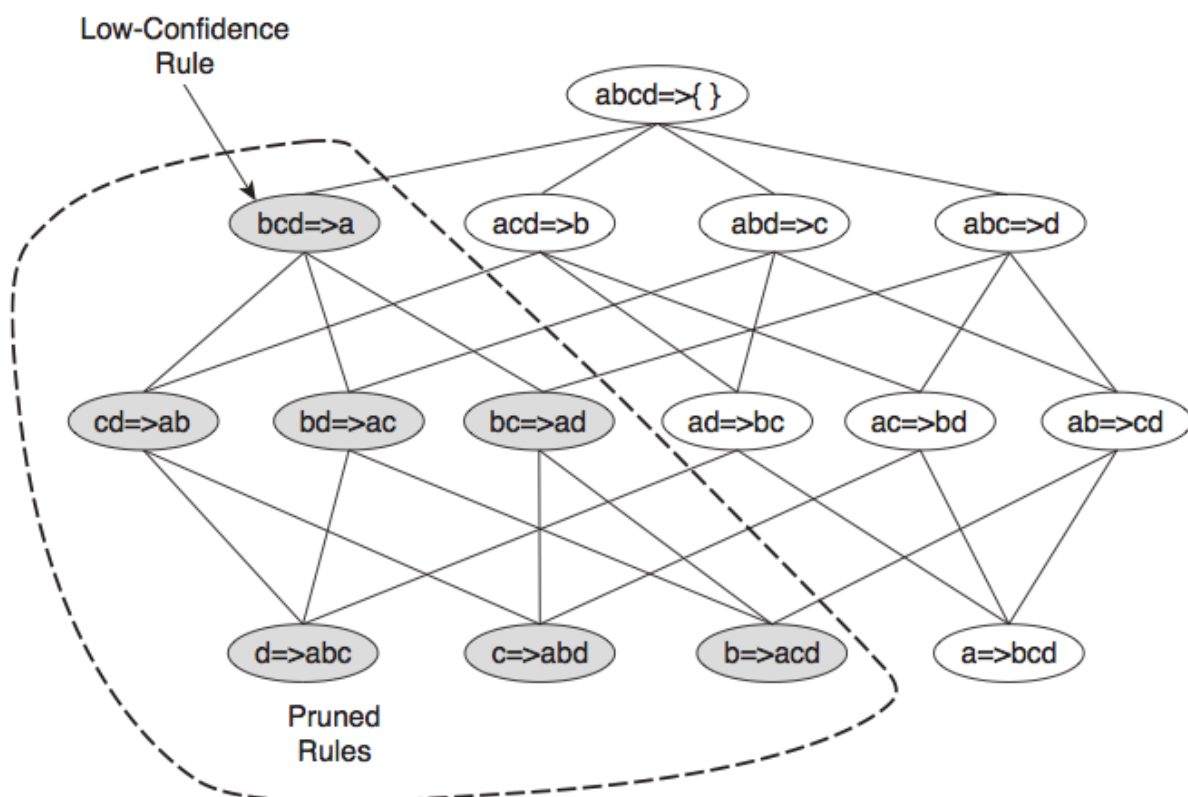 Low-Confidence
Rule
abcd=>{ }
bcd=>a
acd=>b
abd=>c
abc=>d
cd=>ab
bd=>ac
bc=>ad
ad=>bc
ac=>bd
ab=>cd
d=>abc
c=>abd
b=>acd
a=>bcd
Pruned
Rules